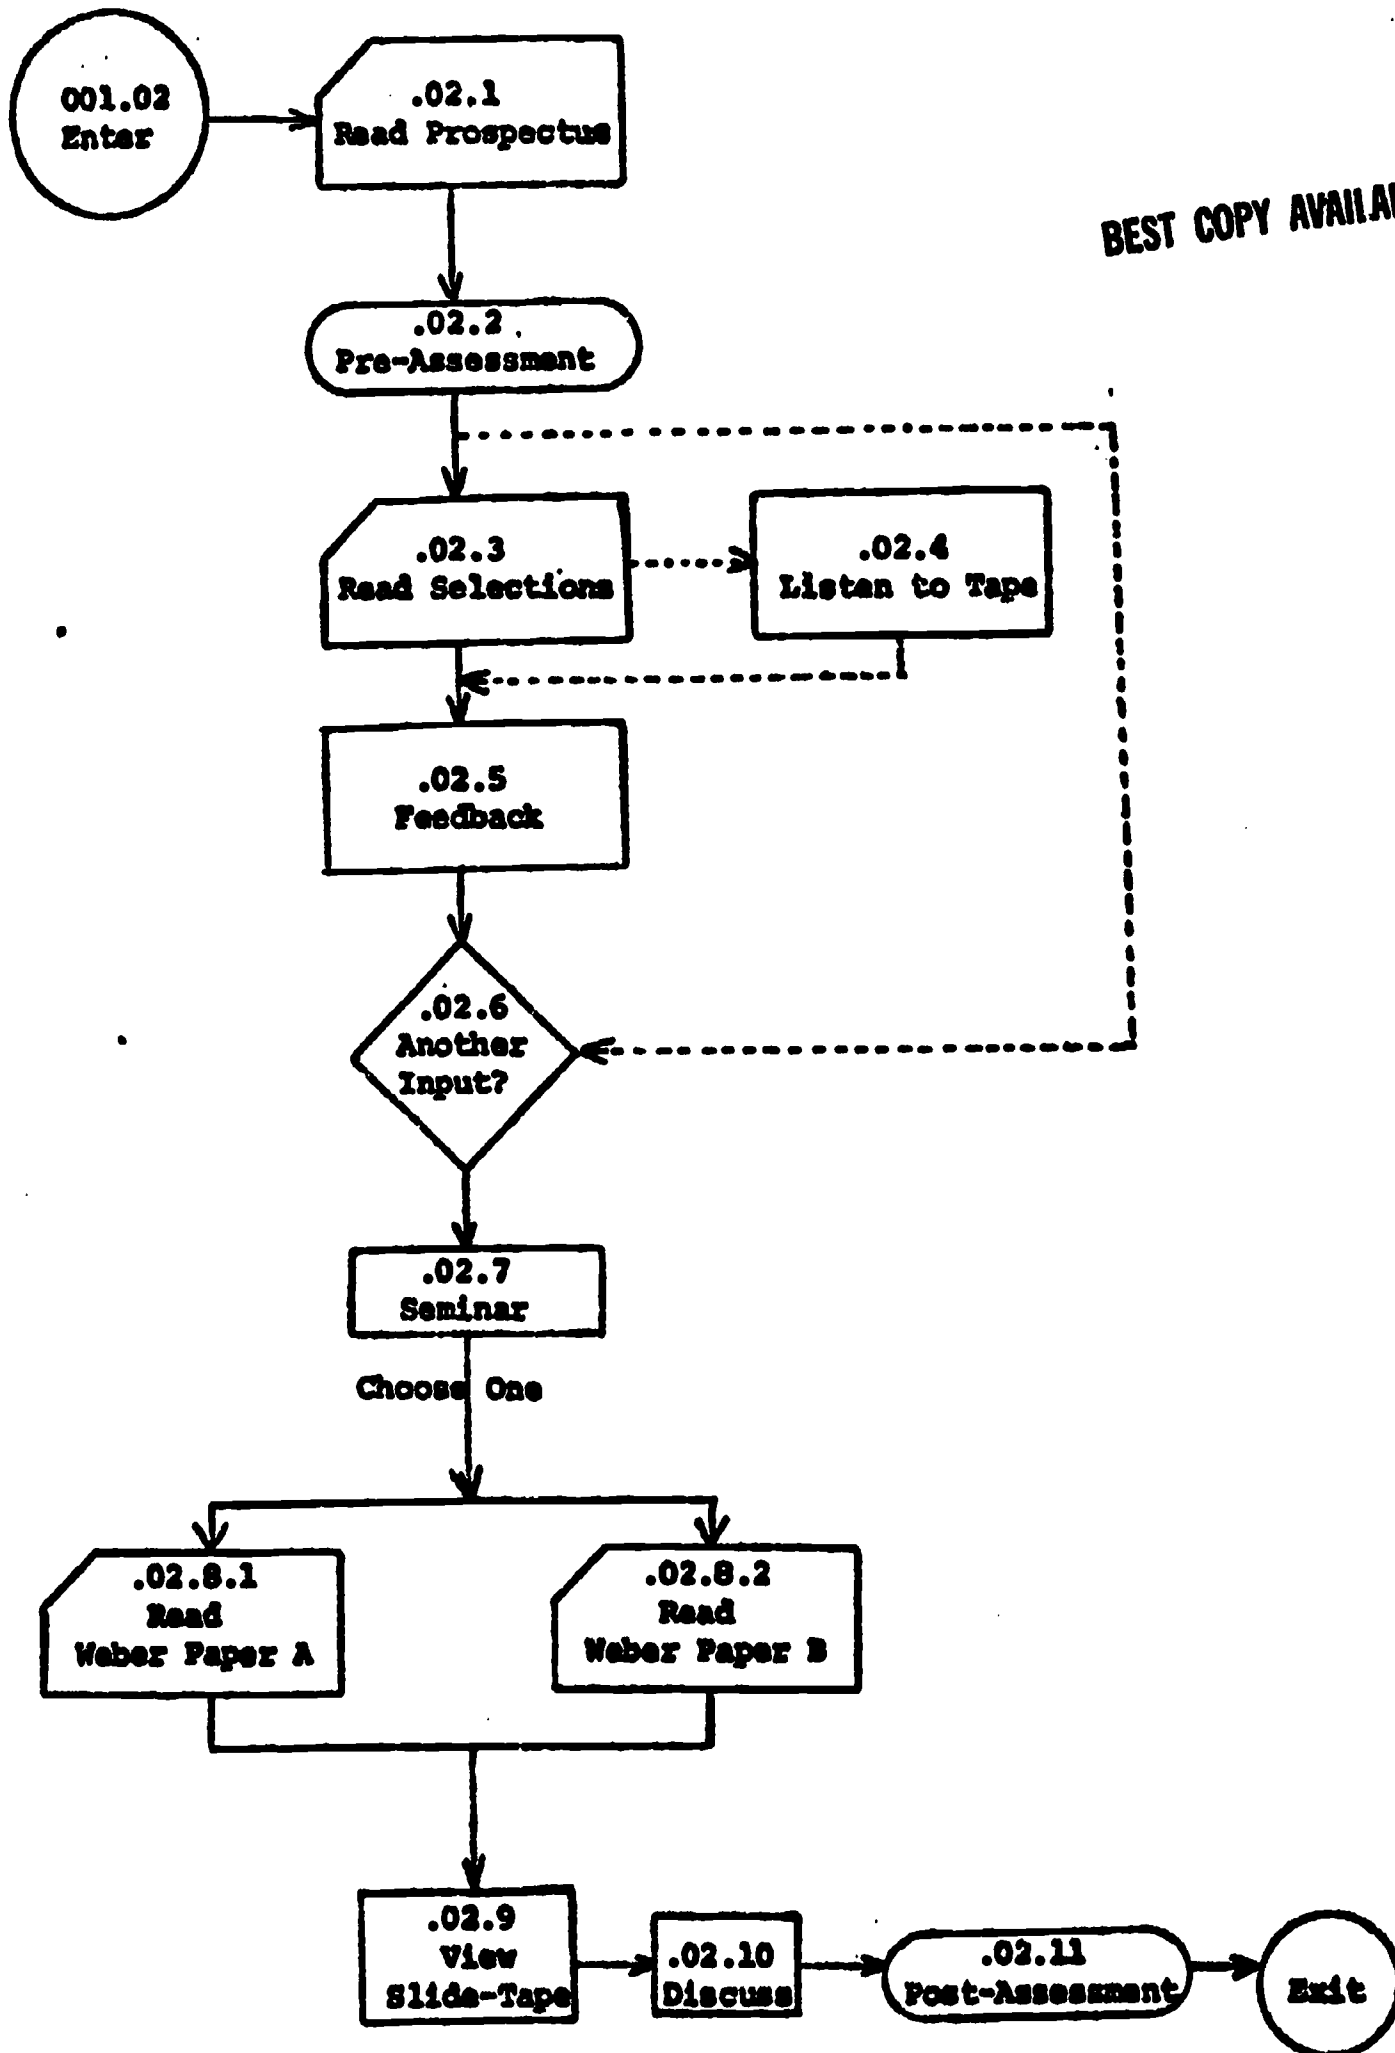 001.02
Enter
.02.1
Read Prospectus
BEST COPY
.02.2
Pre-Assessment
.02.3
Read Selections
.02.4
Listen to Tape
.02.5
Feedback
.02.6
Another
Input?
.02.7
Seminar
Choose One
.02.8.1
Read
Weber Paper A
.02.8.2
Read
Weber Paper B
.02.9
View
Slide-Tape
.02.10
Discuss
.02.11
Post-Assessment
Exit